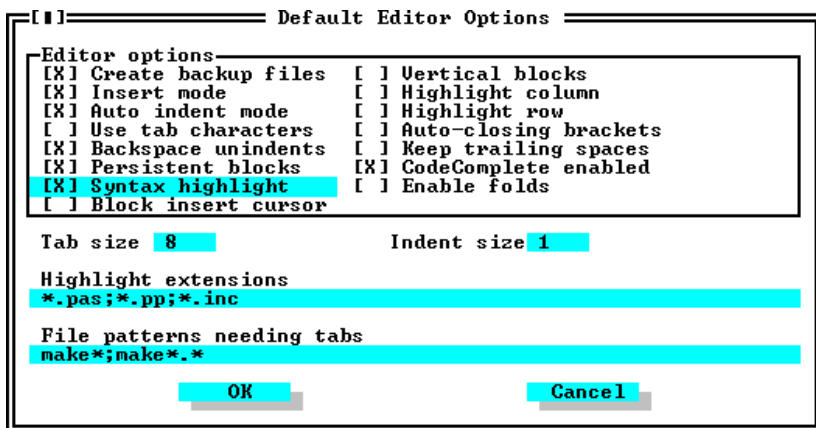 [▮] Default Editor Options
Editor options
[X] Create backup files [ ] Vertical blocks
[X] Insert mode [ ] Highlight column
[X] Auto indent mode [ ] Highlight row
[ ] Use tab characters [ ] Auto-closing brackets
[X] Backspace unindents [ ] Keep trailing spaces
[X] Persistent blocks [X] CodeComplete enabled
[X] Syntax highlight [ ] Enable folds
[ ] Block insert cursor
Tab size 8 Indent size 1
Highlight extensions
*.pas;*.pp;*.inc
File patterns needing tabs
make*;make*.*
OK Cancel